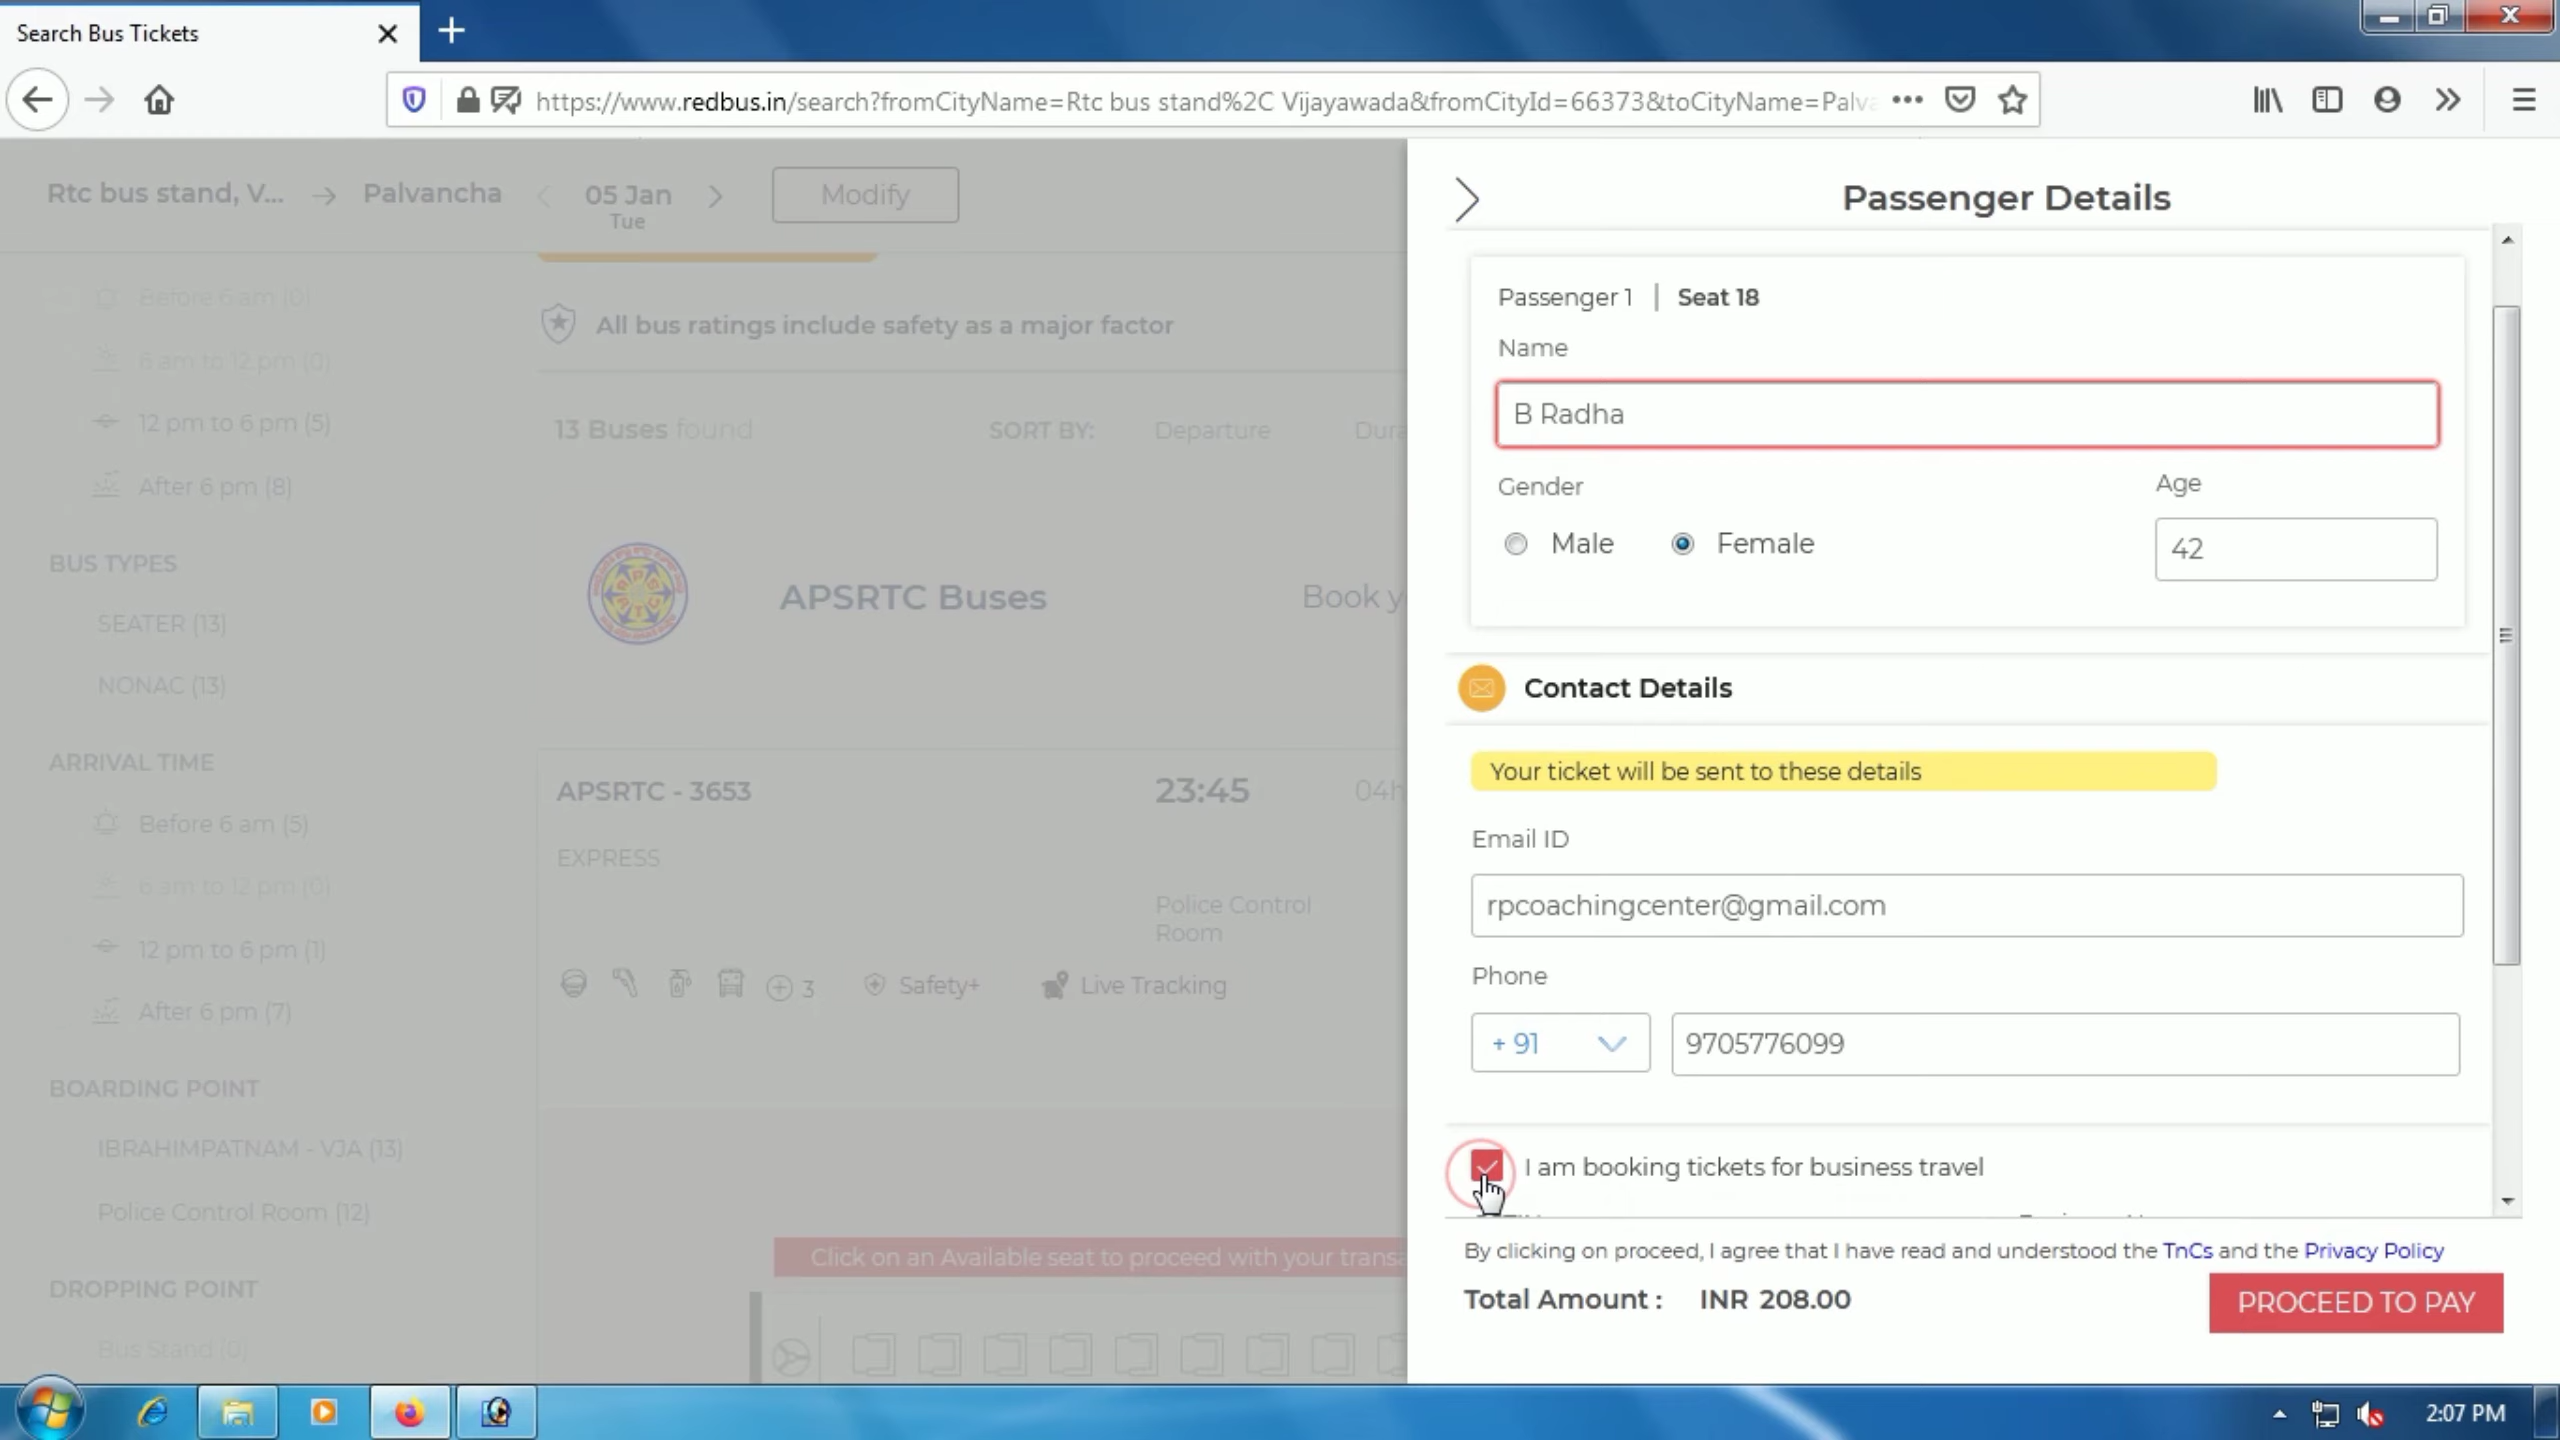 Search Bus Tickets
https://www.redbus.in/search?fromCityName=Rtc bus stand%2C Vijayawada&fromCityId=66373&toCityName=Palva
Rtc bus stand, V... → Palvancha
05 Jan
Tue
Modify
Before 6 am (0)
6 am to 12 pm (0)
12 pm to 6 pm (5)
After 6 pm (8)
BUS TYPES
SEATER (13)
NONAC (13)
ARRIVAL TIME
Before 6 am (5)
6 am to 12 pm (0)
12 pm to 6 pm (1)
After 6 pm (7)
BOARDING POINT
IBRAHIMPATNAM - VJA (13)
Police Control Room (12)
DROPPING POINT
Bus Stand (0)
All bus ratings include safety as a major factor
13 Buses found
SORT BY:
Departure
Dura
APSRTC Buses
Book y
APSRTC - 3653
23:45
04h
EXPRESS
Police Control
Room
3
Safety+
Live Tracking
Click on an Available seat to proceed with your transa
Passenger Details
Passenger 1 | Seat 18
Name
B Radha
Gender
Age
Male
Female
42
Contact Details
Your ticket will be sent to these details
Email ID
rpcoachingcenter@gmail.com
Phone
+ 91
9705776099
I am booking tickets for business travel
By clicking on proceed, I agree that I have read and understood the TnCs and the Privacy Policy
Total Amount : INR 208.00
PROCEED TO PAY
2:07 PM